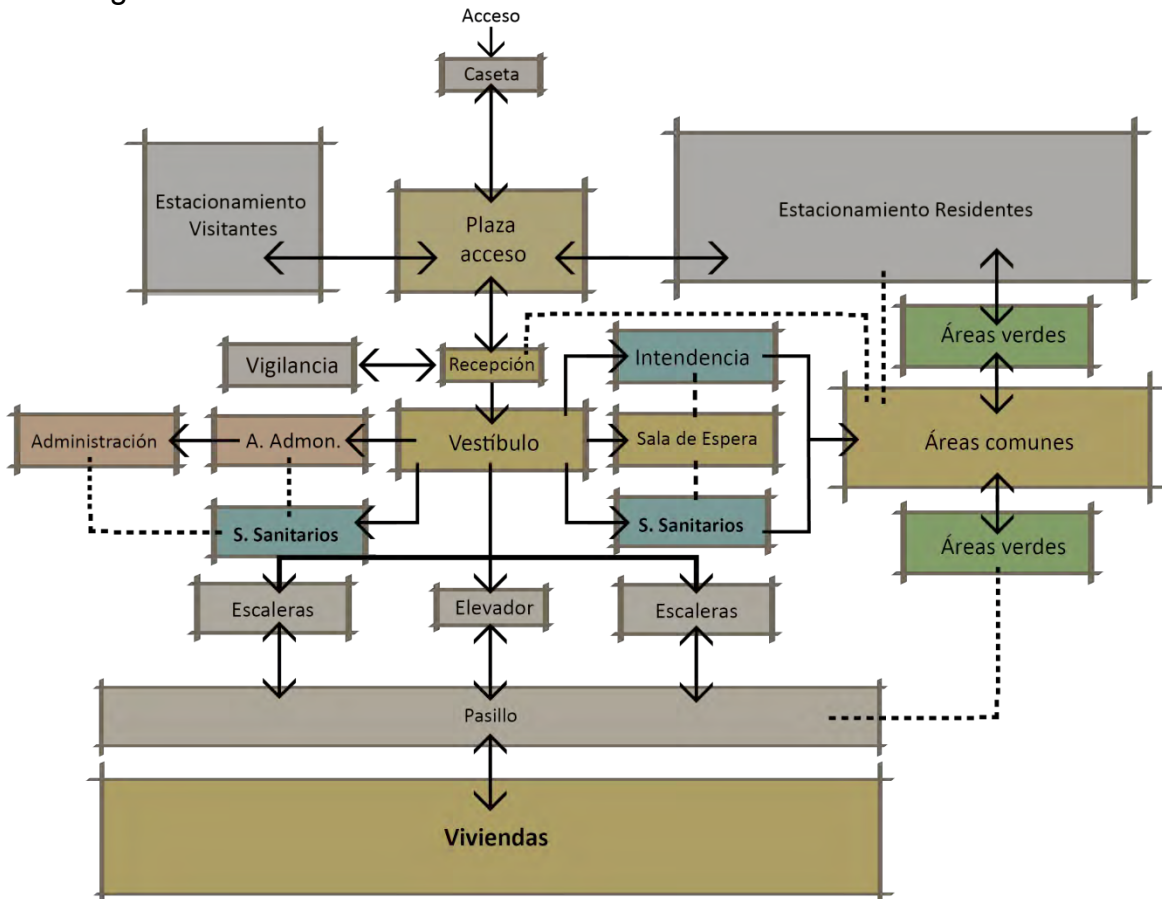 Acceso
Caseta
Estacionamiento
Visitantes
Plaza
acceso
Estacionamiento Residentes
Áreas verdes
Vigilancia
Recepción
Intendencia
Administración
A. Admon.
Vestíbulo
Sala de Espera
Áreas comunes
S. Sanitarios
S. Sanitarios
Áreas verdes
Escaleras
Elevador
Escaleras
Pasillo
Viviendas